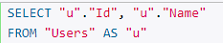 SELECT "u"."Id", "u"."Name"
FROM "Users" AS "u"